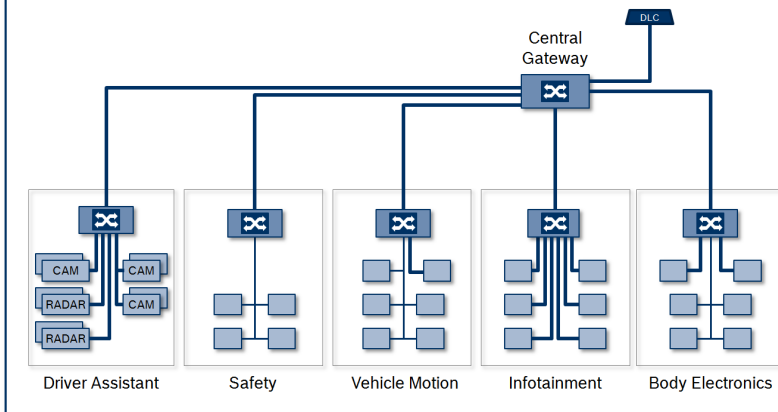 DLC
Central
Gateway
CAM
CAM
RADAR
CAM
RADAR
Driver Assistant
Safety
Vehicle Motion
Infotainment
Body Electronics